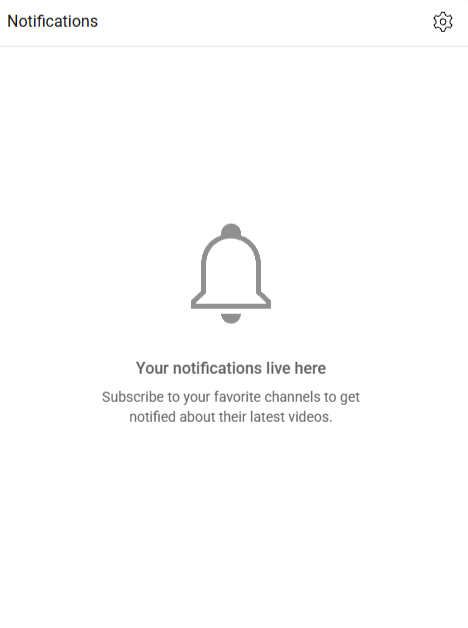 Notifications
Your notifications live here
Subscribe to your favorite channels to get
notified about their latest videos.